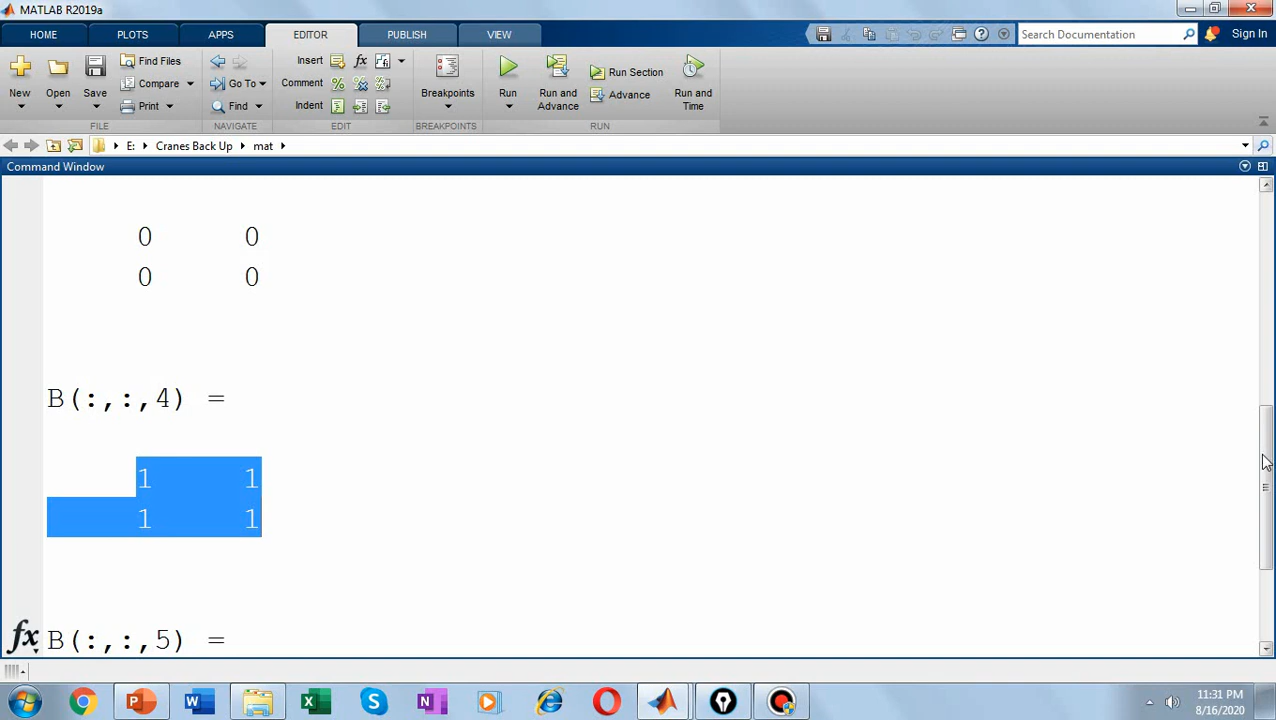 MATLAB R2019a
HOME PLOTS APPS EDITOR PUBLISH VIEW Search Documentation Sign In
Find Files Insert fx Run Section
Compare Go To Comment Advance
New Open Save Print Find Indent Breakpoints Run Run and Advance Run and Time
FILE NAVIGATE EDIT BREAKPOINTS RUN
E: Cranes Back Up mat
Command Window
0 0
0 0
B(:,:,4) =
1 1
1 1
fx B(:,:,5) =
11:31 PM
8/16/2020